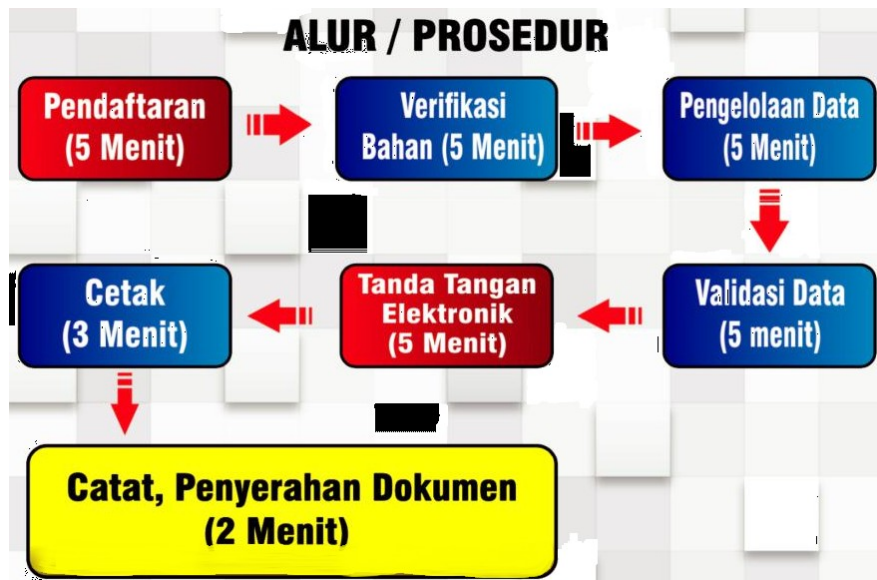 ALUR / PROSEDUR
Pendaftaran
(5 Menit)
Verifikasi
Bahan (5 Menit)
Pengelolaan Data
(5 Menit)
Validasi Data
(5 menit)
Tanda Tangan
Elektronik
(5 Menit)
Cetak
(3 Menit)
Catat, Penyerahan Dokumen
(2 Menit)